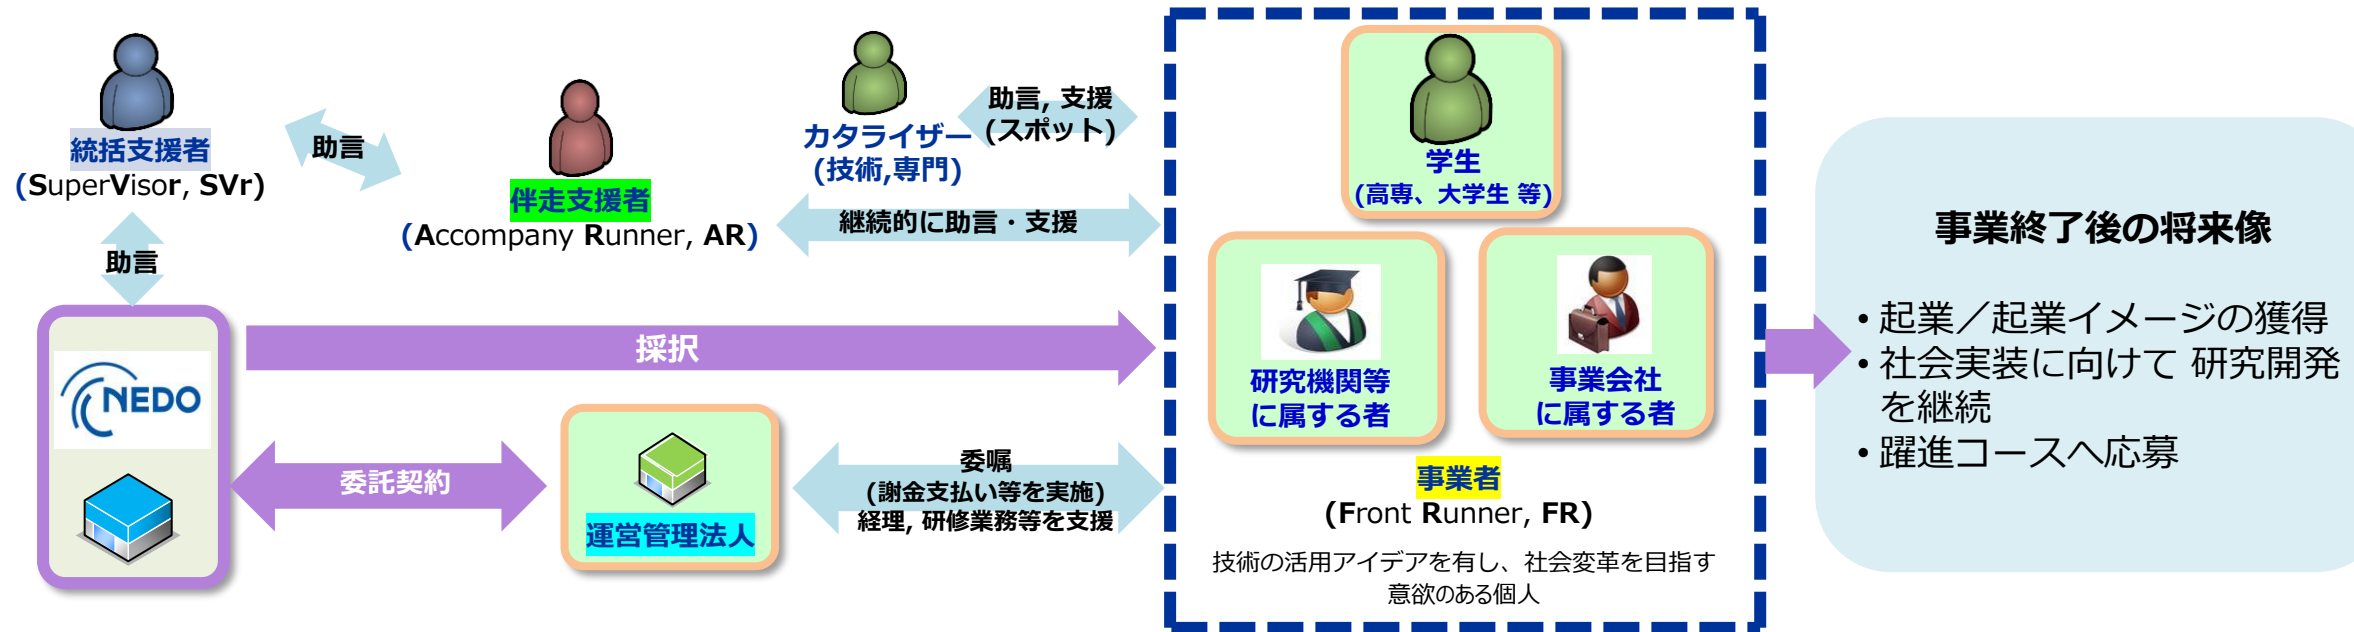 統括支援者
(SuperVisor, SVr)
助言
伴走支援者
(Accompany Runner, AR)
カタライザー
(技術,専門)
助言, 支援
(スポット)
継続的に助言・支援
助言
NEDO
採択
委託契約
運営管理法人
委嘱
(謝金支払い等を実施)
経理, 研修業務等を支援
学生
(高専、大学生 等)
研究機関等
に属する者
事業会社
に属する者
事業者
(Front Runner, FR)
技術の活用アイデアを有し、社会変革を目指す
意欲のある個人
事業終了後の将来像
• 起業／起業イメージの獲得
• 社会実装に向けて 研究開発
を継続
• 躍進コースへ応募